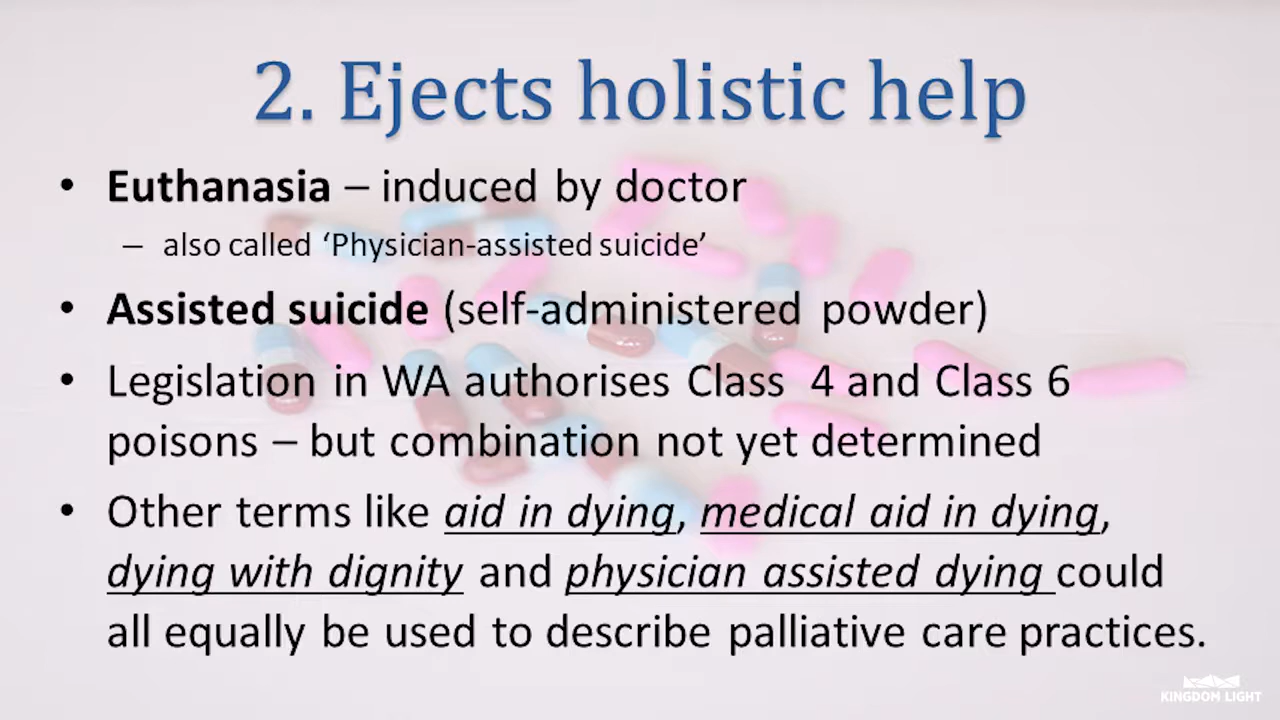 2. Ejects holistic help
• Euthanasia – induced by doctor
– also called ‘Physician-assisted suicide’
• Assisted suicide (self-administered powder)
• Legislation in WA authorises Class 4 and Class 6
poisons – but combination not yet determined
• Other terms like aid in dying, medical aid in dying,
dying with dignity and physician assisted dying could
all equally be used to describe palliative care practices.
KINGDOM LIGHT